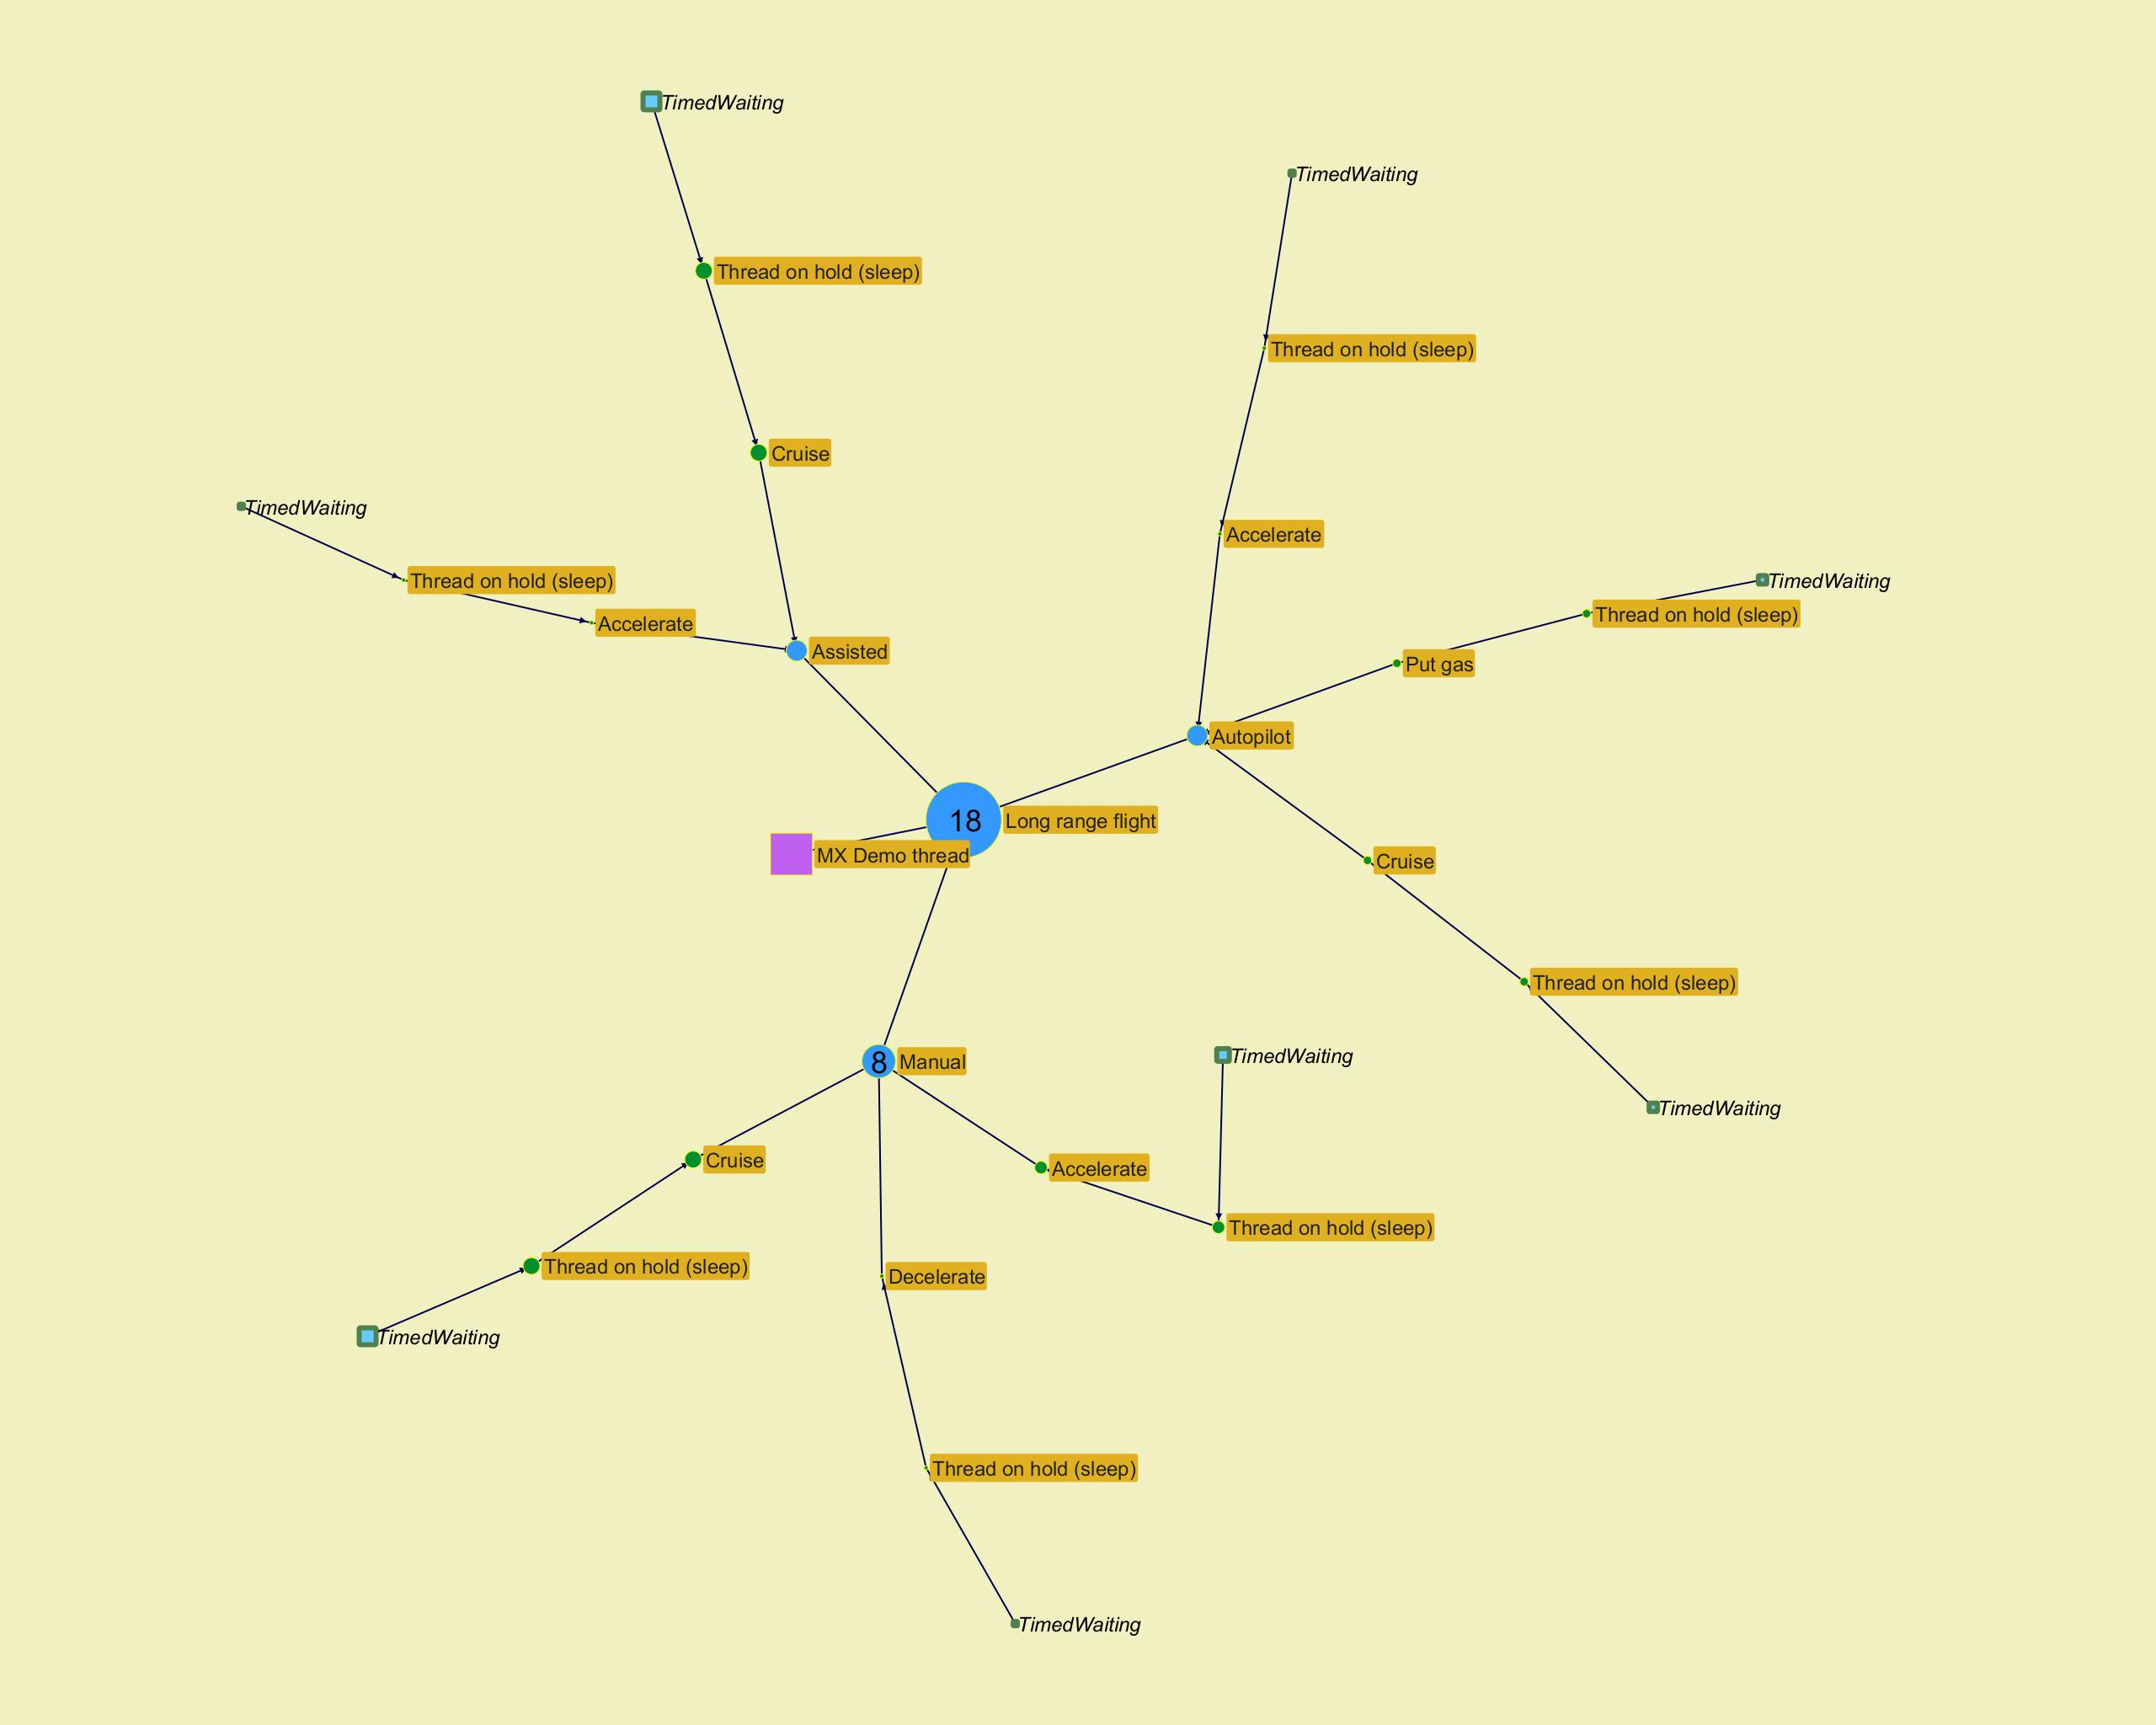 TimedWaiting
TimedWaiting
Thread on hold (sleep)
Thread on hold (sleep)
Cruise
TimedWaiting
Accelerate
Thread on hold (sleep)
TimedWaiting
Thread on hold (sleep)
Accelerate
Assisted
Put gas
Autopilot
18
Long range flight
MX Demo thread
Cruise
Thread on hold (sleep)
TimedWaiting
8
Manual
TimedWaiting
Cruise
Accelerate
Thread on hold (sleep)
Thread on hold (sleep)
Decelerate
TimedWaiting
Thread on hold (sleep)
TimedWaiting